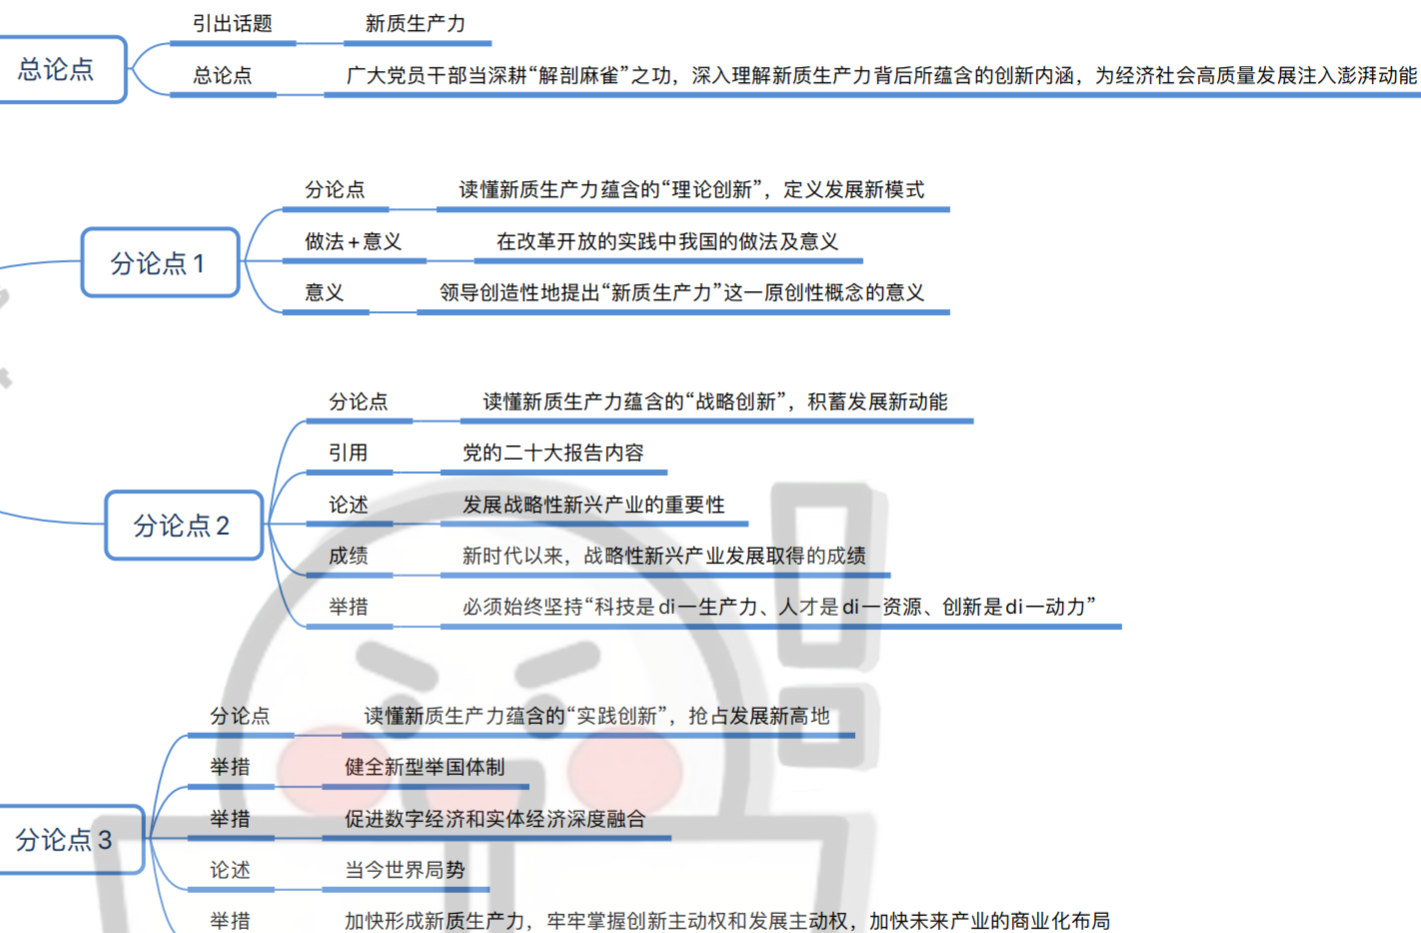 引出话题 新质生产力
总论点
总论点 广大党员干部当深耕“解剖麻雀”之功，深入理解新质生产力背后所蕴含的创新内涵，为经济社会高质量发展注入澎湃动能
分论点 读懂新质生产力蕴含的“理论创新”，定义发展新模式
分论点1
做法+意义 在改革开放的实践中我国的做法及意义
意义 领导创造性地提出“新质生产力”这一原创性概念的意义
分论点 读懂新质生产力蕴含的“战略创新”，积蓄发展新动能
引用 党的二十大报告内容
分论点2
论述 发展战略性新兴产业的重要性
成绩 新时代以来，战略性新兴产业发展取得的成绩
举措 必须始终坚持“科技是di一生产力、人才是di一资源、创新是di一动力”
分论点 读懂新质生产力蕴含的“实践创新”，抢占发展新高地
举措 健全新型举国体制
分论点3
举措 促进数字经济和实体经济深度融合
论述 当今世界局势
举措 加快形成新质生产力，牢牢掌握创新主动权和发展主动权，加快未来产业的商业化布局